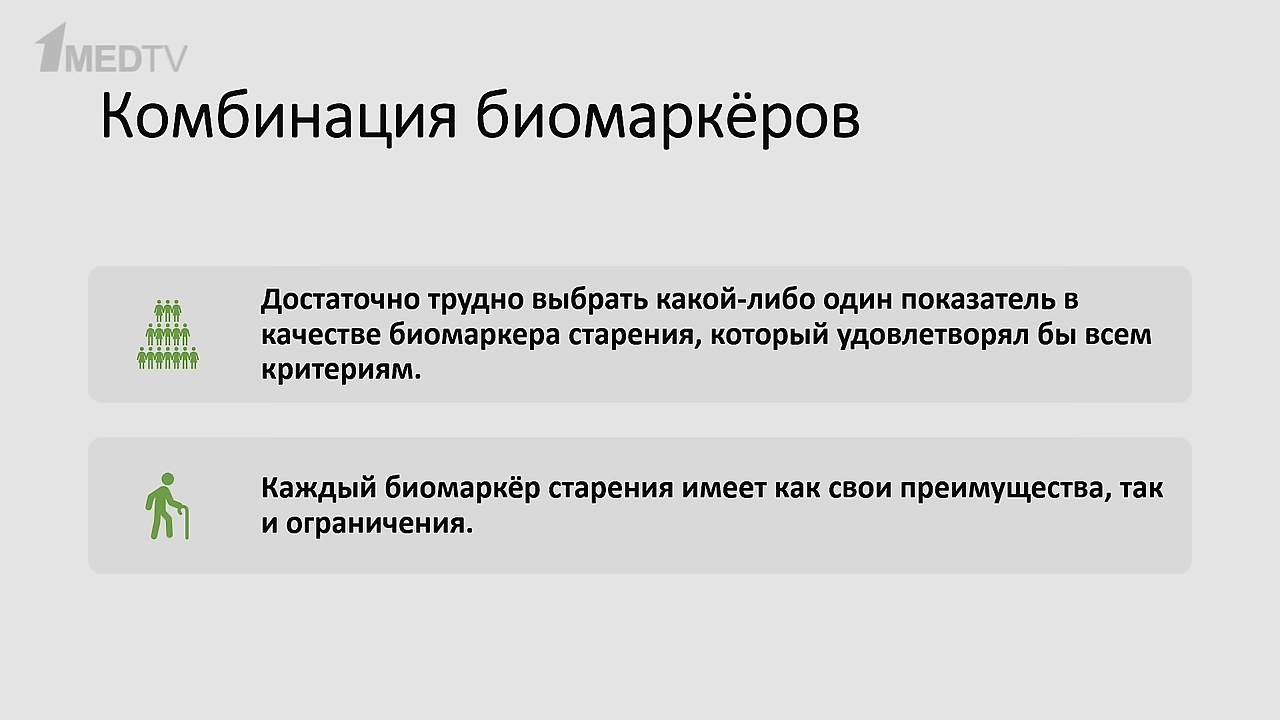 1MEDTV
Комбинация биомаркёров
Достаточно трудно выбрать какой-либо один показатель в
качестве биомаркера старения, который удовлетворял бы всем
критериям.
Каждый биомаркёр старения имеет как свои преимущества, так
и ограничения.